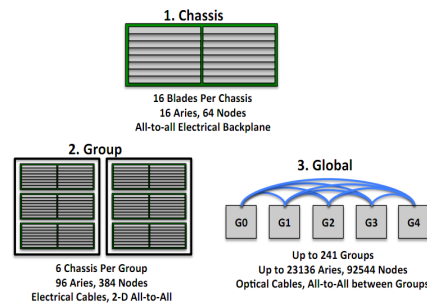 1. Chassis
16 Blades Per Chassis
16 Aries, 64 Nodes
All-to-all Electrical Backplane
2. Group
6 Chassis Per Group
96 Aries, 384 Nodes
Electrical Cables, 2-D All-to-All
3. Global
G0 G1 G2 G3 G4
Up to 241 Groups
Up to 23136 Aries, 92544 Nodes
Optical Cables, All-to-All between Groups